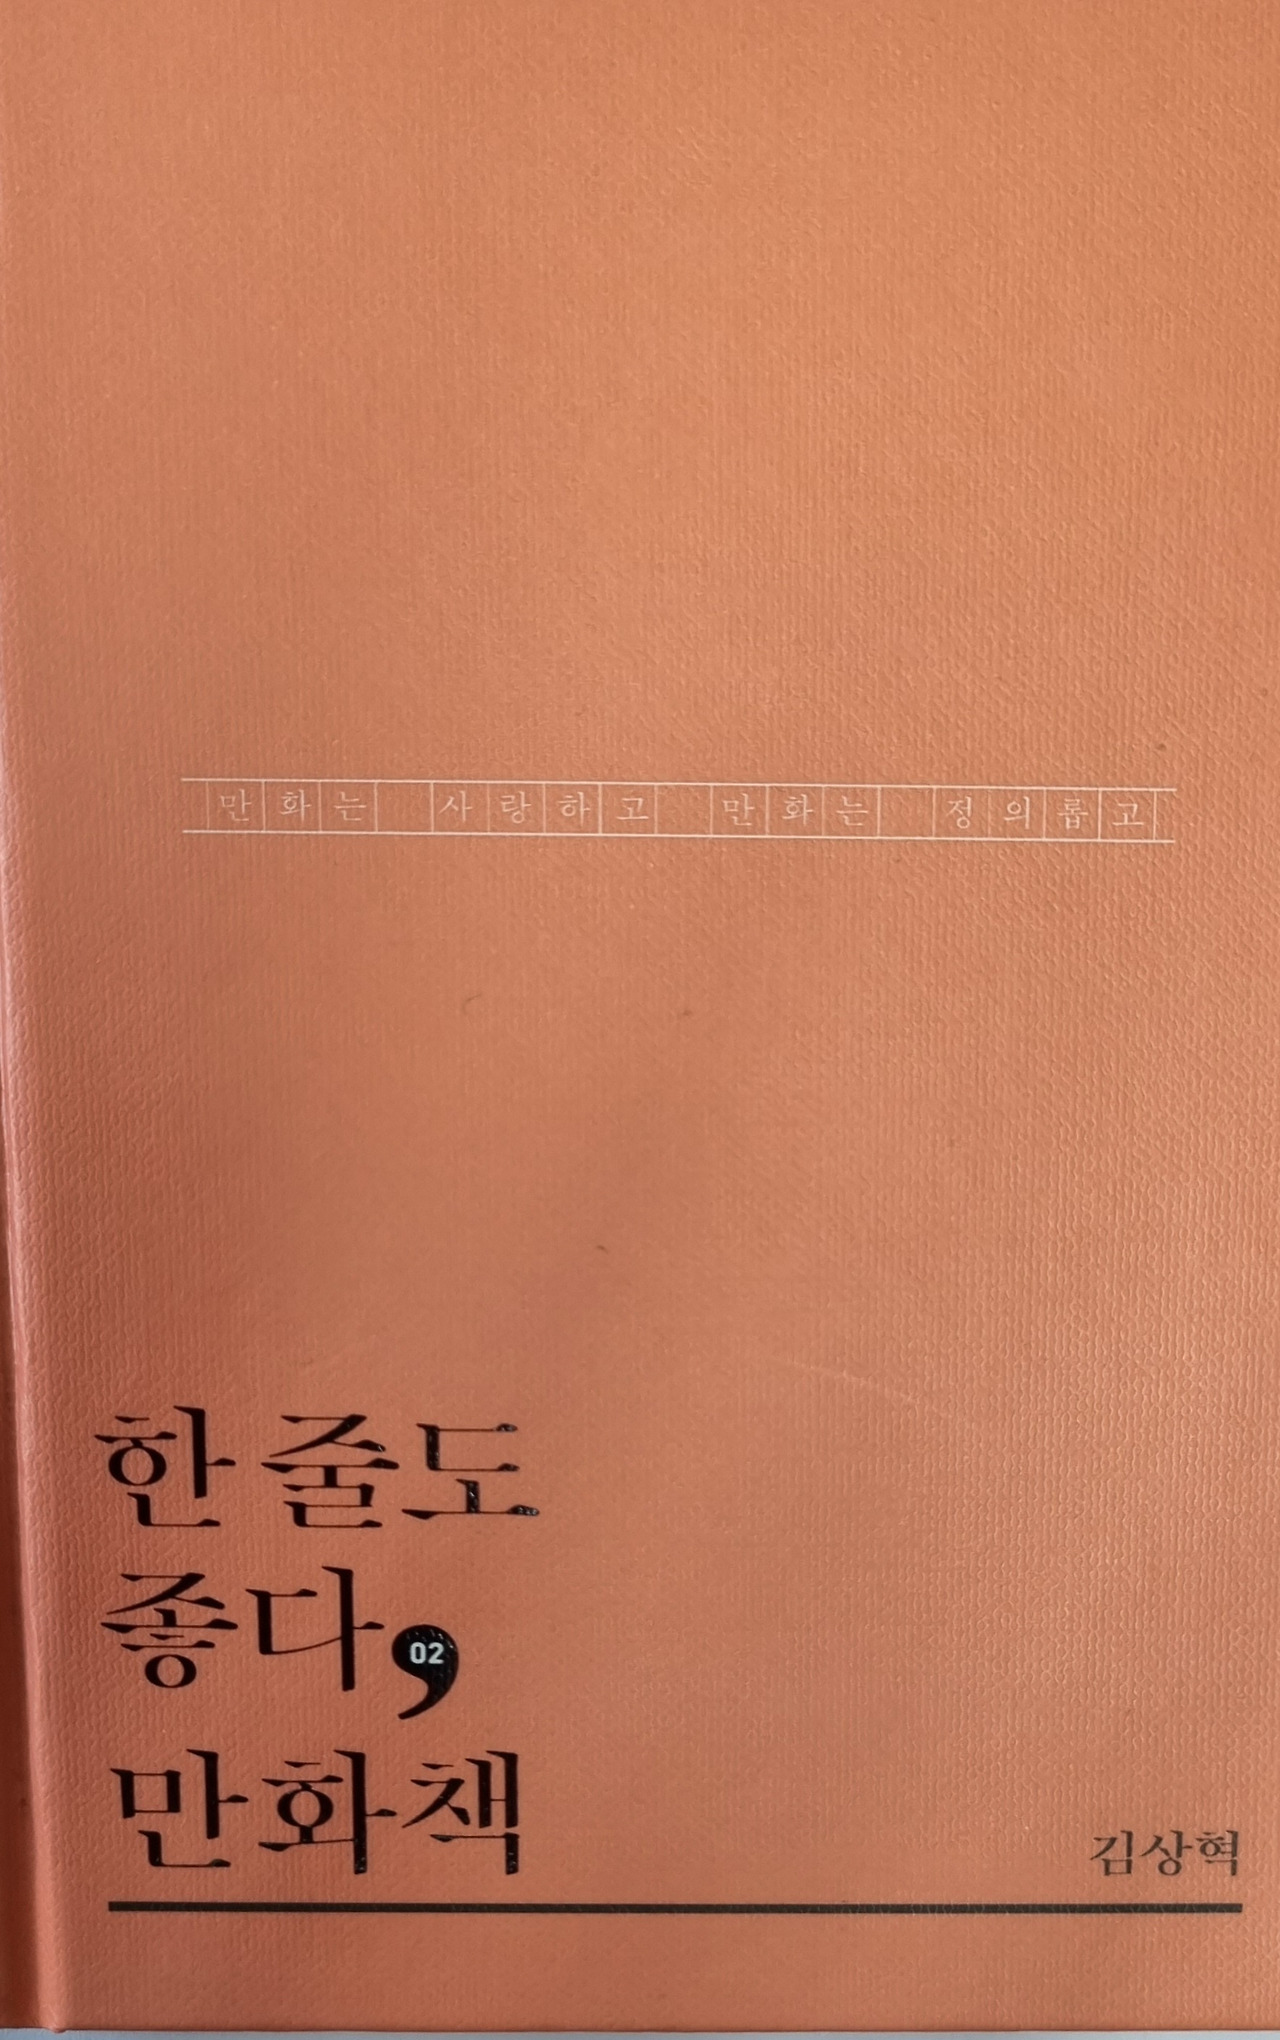 만화는 사랑하고 만화는 정의롭고
한 줄도
좋다,
02
만화책
김상혁